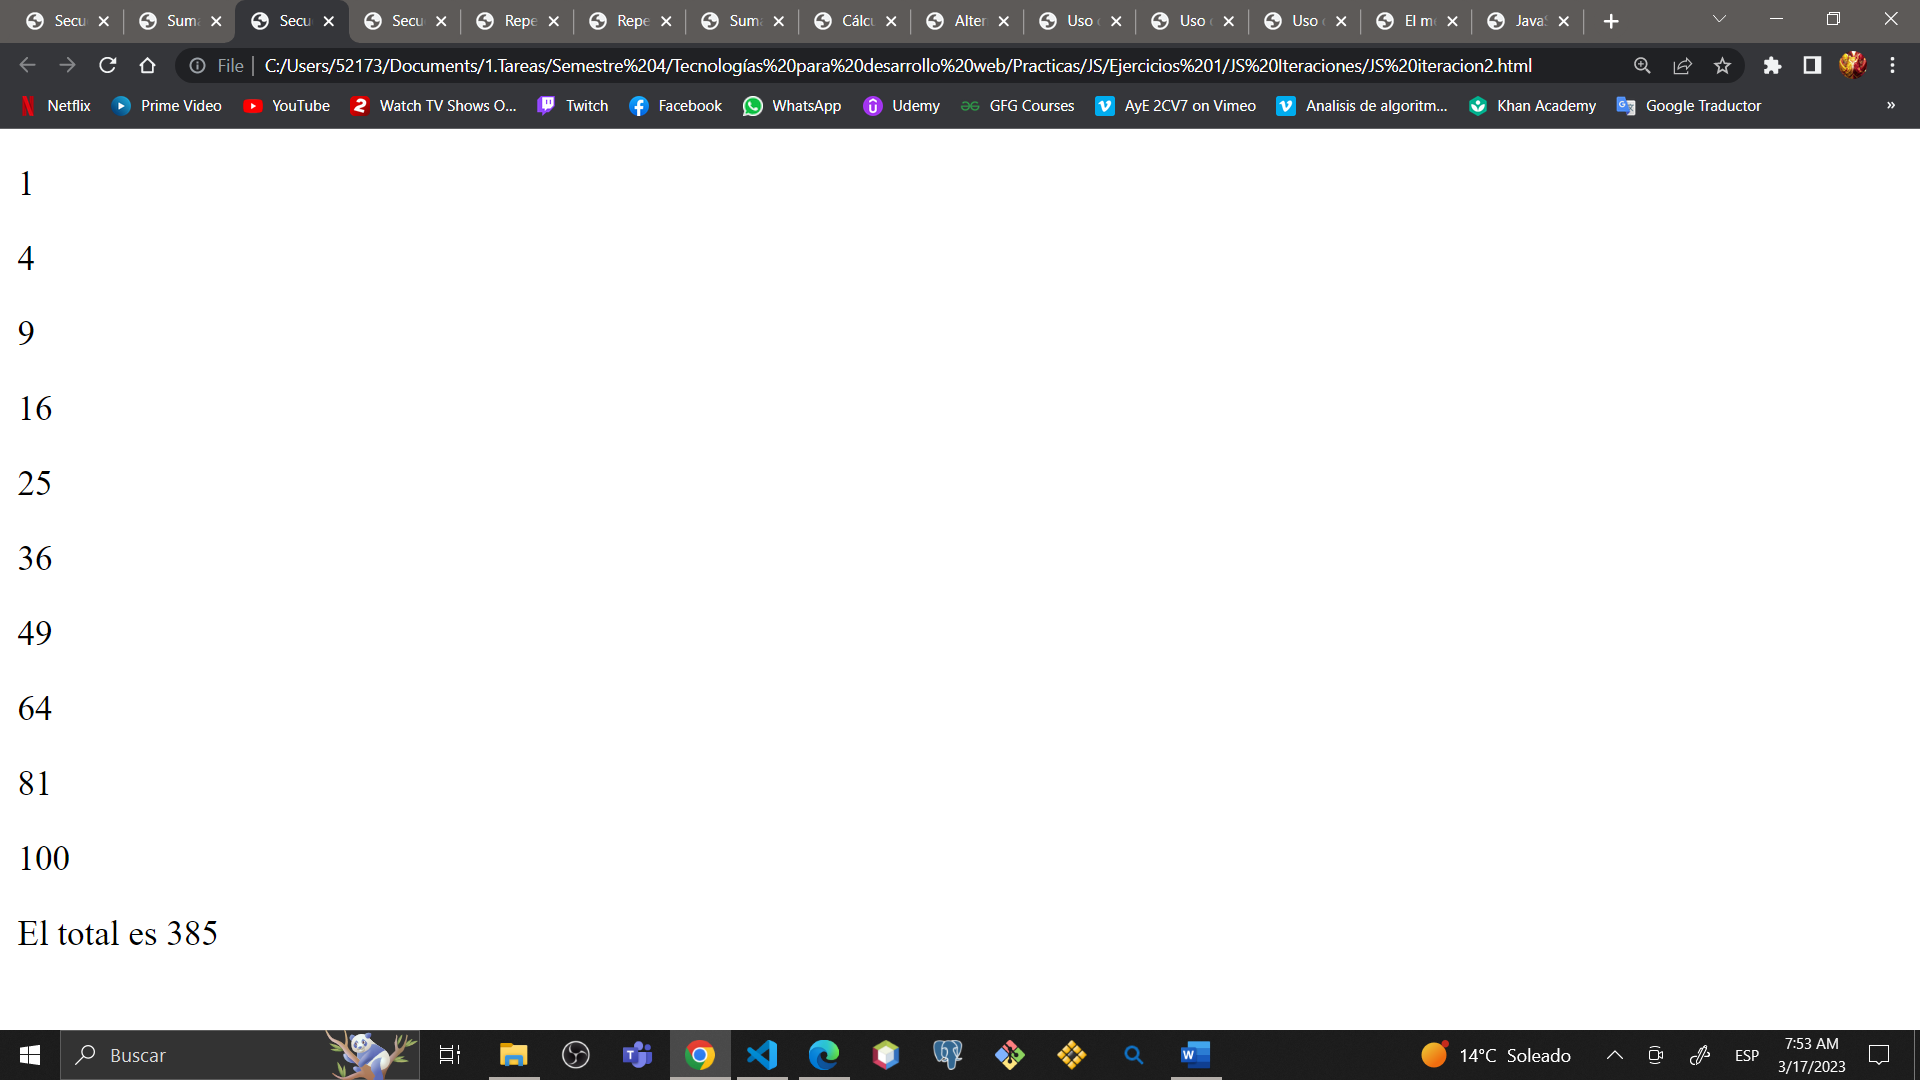 Secu Suma Secu Secu Repe Repe Suma Cálcu Alter Uso Uso Uso El mé Java
File C:/Users/52173/Documents/1.Tareas/Semestre%204/Tecnologías%20para%20desarrollo%20web/Practicas/JS/Ejercicios%201/JS%20Iteraciones/JS%20iteracion2.html
Netflix Prime Video YouTube Watch TV Shows O... Twitch Facebook WhatsApp Udemy GFG Courses AyE 2CV7 on Vimeo Analisis de algoritm... Khan Academy Google Traductor »
1
4
9
16
25
36
49
64
81
100
El total es 385
Buscar 14°C Soleado ESP 7:53 AM
3/17/2023